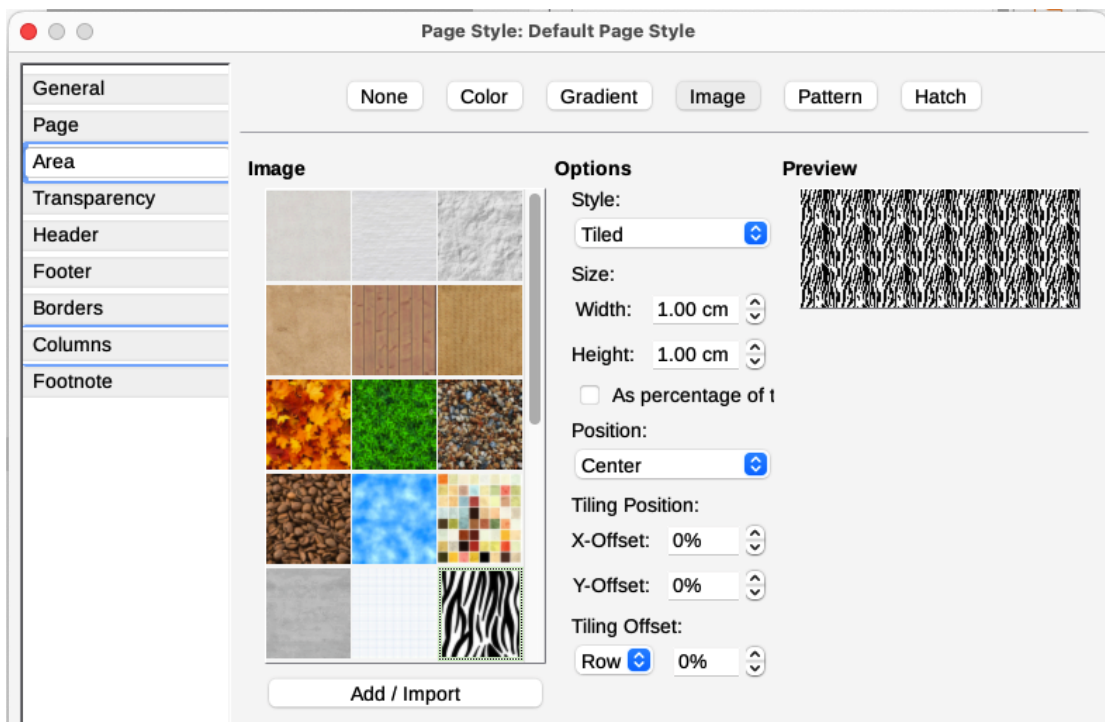 Page Style: Default Page Style
General
Page
Area
Transparency
Header
Footer
Borders
Columns
Footnote
None Color Gradient Image Pattern Hatch
Image
Add / Import
Options
Style:
Tiled
Size:
Width: 1.00 cm
Height: 1.00 cm
As percentage of t
Position:
Center
Tiling Position:
X-Offset: 0%
Y-Offset: 0%
Tiling Offset:
Row 0%
Preview